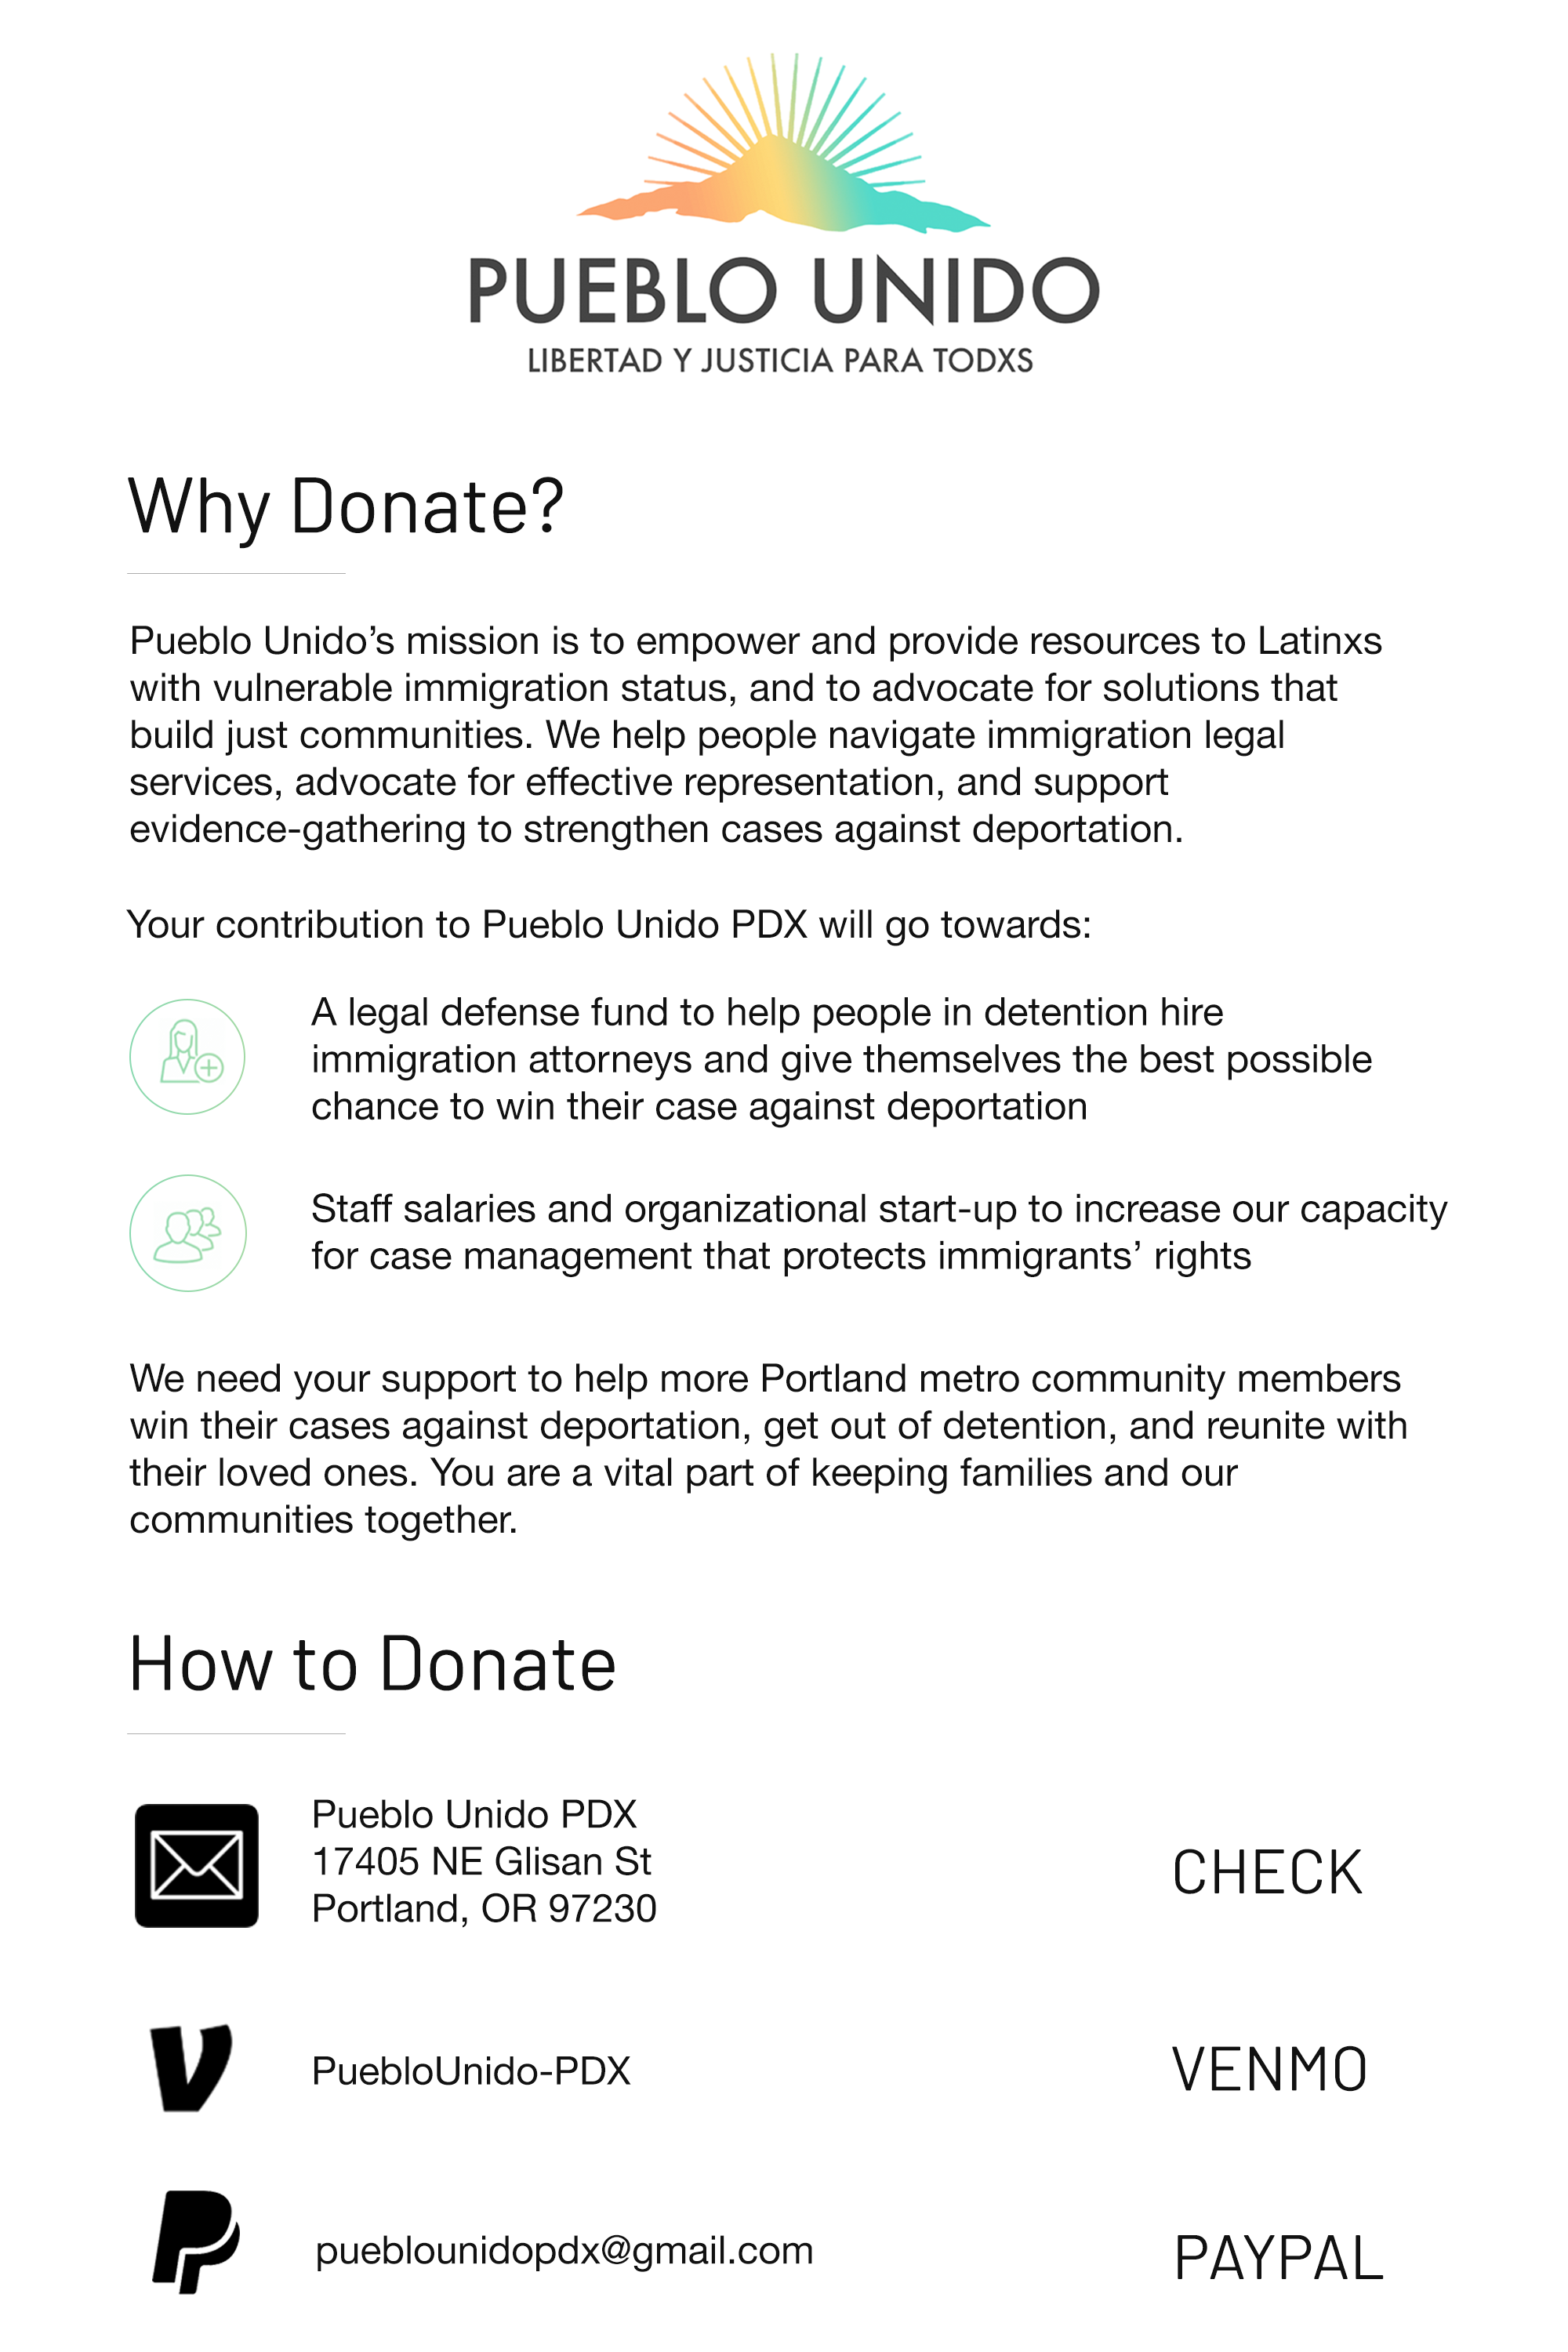 PUEBLO UNIDO
LIBERTAD Y JUSTICIA PARA TODXS
Why Donate?
Pueblo Unido’s mission is to empower and provide resources to Latinxs
with vulnerable immigration status, and to advocate for solutions that
build just communities. We help people navigate immigration legal
services, advocate for effective representation, and support
evidence-gathering to strengthen cases against deportation.
Your contribution to Pueblo Unido PDX will go towards:
A legal defense fund to help people in detention hire
immigration attorneys and give themselves the best possible
chance to win their case against deportation
Staff salaries and organizational start-up to increase our capacity
for case management that protects immigrants’ rights
We need your support to help more Portland metro community members
win their cases against deportation, get out of detention, and reunite with
their loved ones. You are a vital part of keeping families and our
communities together.
How to Donate
Pueblo Unido PDX
17405 NE Glisan St
Portland, OR 97230
CHECK
PuebloUnido-PDX
VENMO
pueblounidopdx@gmail.com
PAYPAL